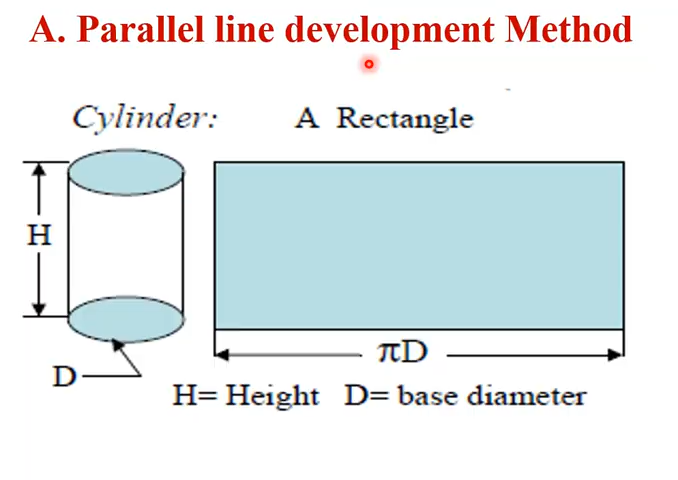 A. Parallel line development Method
Cylinder: A Rectangle
H
πD
D
H= Height D= base diameter